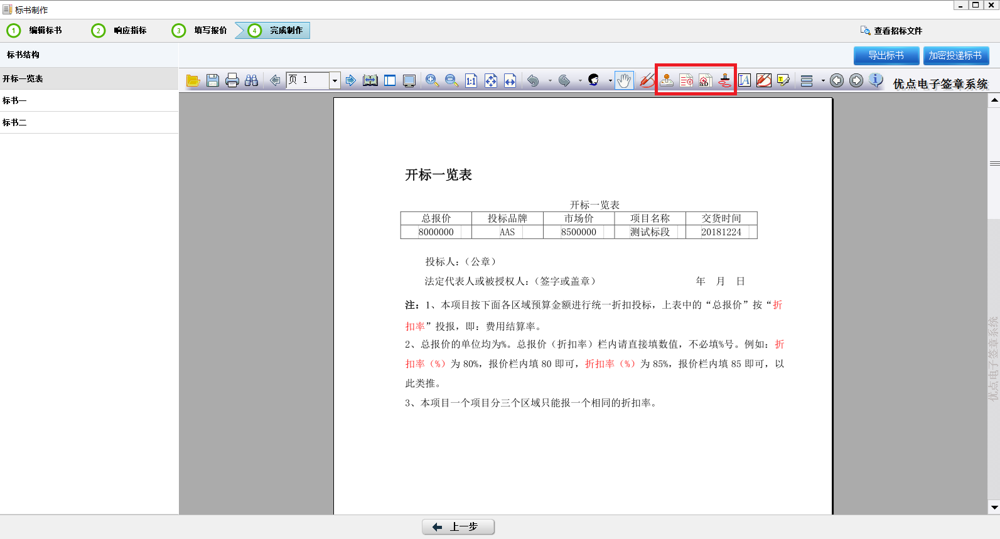 标书制作
1 编辑标书 2 响应指标 3 填写报价 4 完成制作 查看招标文件
标书结构 导出标书 加密投递标书
开标一览表
标书一
标书二
页 1 1:1 优点电子签章系统
开标一览表
开标一览表
总报价 投标品牌 市场价 项目名称 交货时间
8000000 AAS 8500000 测试标段 20181224
投标人：（公章）
法定代表人或被授权人：（签字或盖章） 年 月 日
注：1、本项目按下面各区域预算金额进行统一折扣投标，上表中的“总报价”按“折
扣率”投报，即：费用结算率。
2、总报价的单位均为%。总报价（折扣率）栏内请直接填数值，不必填%号。例如：折
扣率（%）为 80%，报价栏内填 80 即可，折扣率（%）为 85%，报价栏内填 85 即可，以
此类推。
3、本项目一个项目分三个区域只能报一个相同的折扣率。
优点电子签章系统
上一步